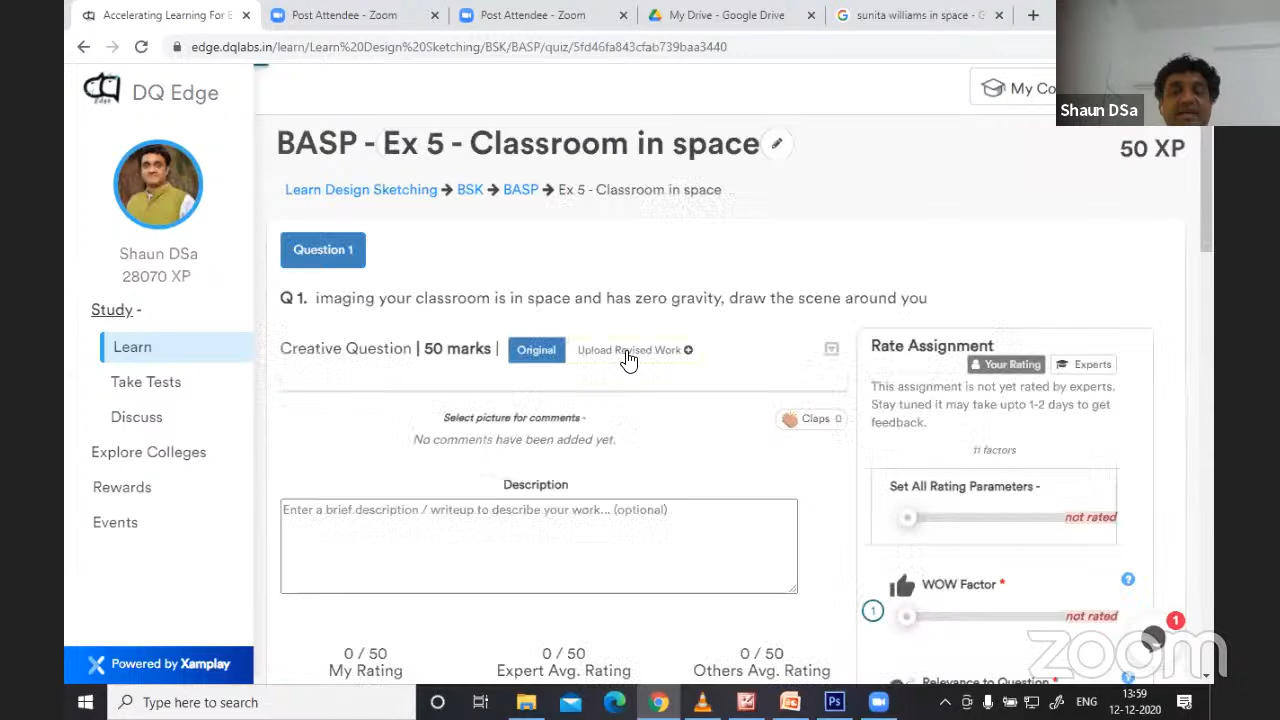 Accelerating Learning For E
Post Attendee - Zoom
Post Attendee - Zoom
My Drive - Google Drive
sunita williams in space - G
edge.dqlabs.in/learn/Learn%20Design%20Sketching/BSK/BASP/quiz/5fd46fa843cfab739baa3440
Edge
DQ Edge
My Co
Shaun DSa
BASP - Ex 5 - Classroom in space
50 XP
Learn Design Sketching → BSK → BASP → Ex 5 - Classroom in space
Shaun DSa
28070 XP
Study -
Learn
Take Tests
Discuss
Explore Colleges
Rewards
Events
Powered by Xamplay
Question 1
Q 1. imaging your classroom is in space and has zero gravity, draw the scene around you
Creative Question | 50 marks |
Original
Upload Revised Work
Select picture for comments -
No comments have been added yet.
Claps 0
Description
Enter a brief description / writeup to describe your work... (optional)
0 / 50
My Rating
0 / 50
Expert Avg. Rating
0 / 50
Others Avg. Rating
Rate Assignment
Your Rating
Experts
This assignment is not yet rated by experts.
Stay tuned it may take upto 1-2 days to get
feedback.
11 factors
Set All Rating Parameters -
not rated
WOW Factor *
?
1
not rated
1
Relevance to Question *
zoom
Type here to search
ENG
13:59
12-12-2020